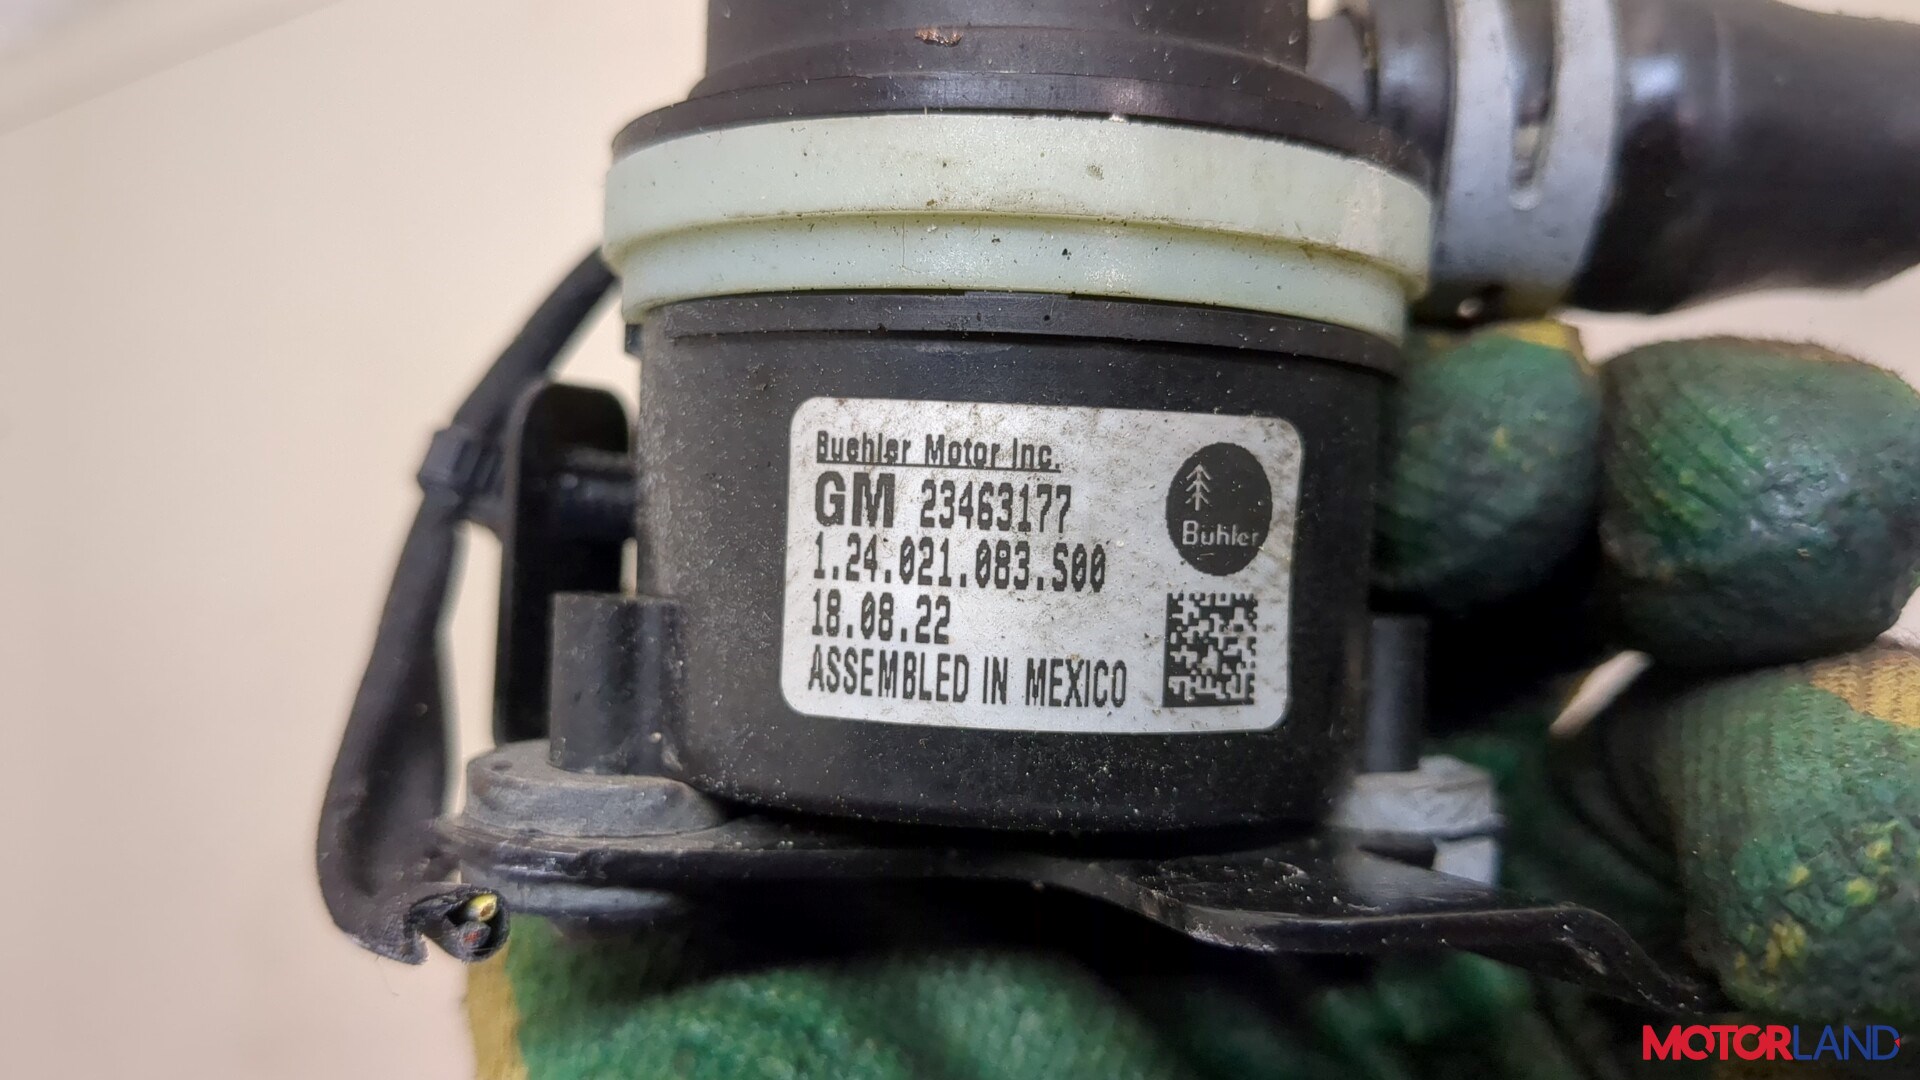 Buehler Motor Inc.
GM 23463177
1.24.021.083.S00
18.08.22
ASSEMBLED IN MEXICO
Bühler
MOTORLAND